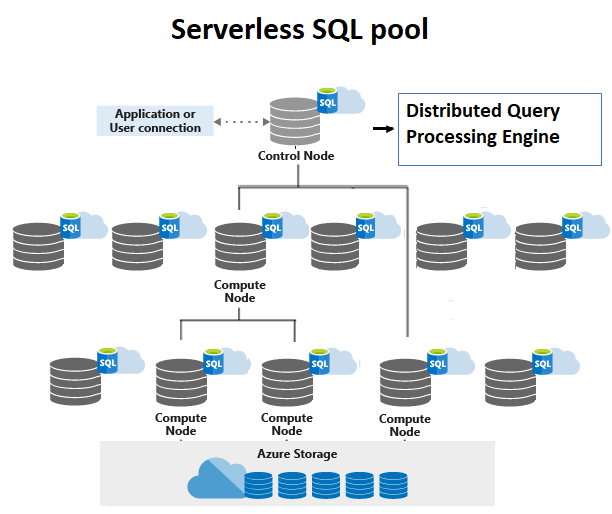 Serverless SQL pool
Application or
User connection
SQL
Distributed Query
Processing Engine
Control Node
SQL
SQL
SQL
SQL
SQL
SQL
Compute
Node
SQL
SQL
SQL
SQL
SQL
Compute
Node
Compute
Node
Compute
Node
Azure Storage